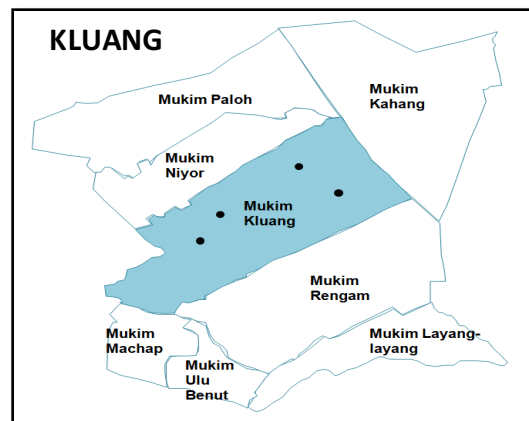 KLUANG
Mukim Paloh
Mukim
Kahang
Mukim
Niyor
Mukim
Kluang
Mukim
Rengam
Mukim
Machap
Mukim Layang-
layang
Mukim
Ulu
Benut